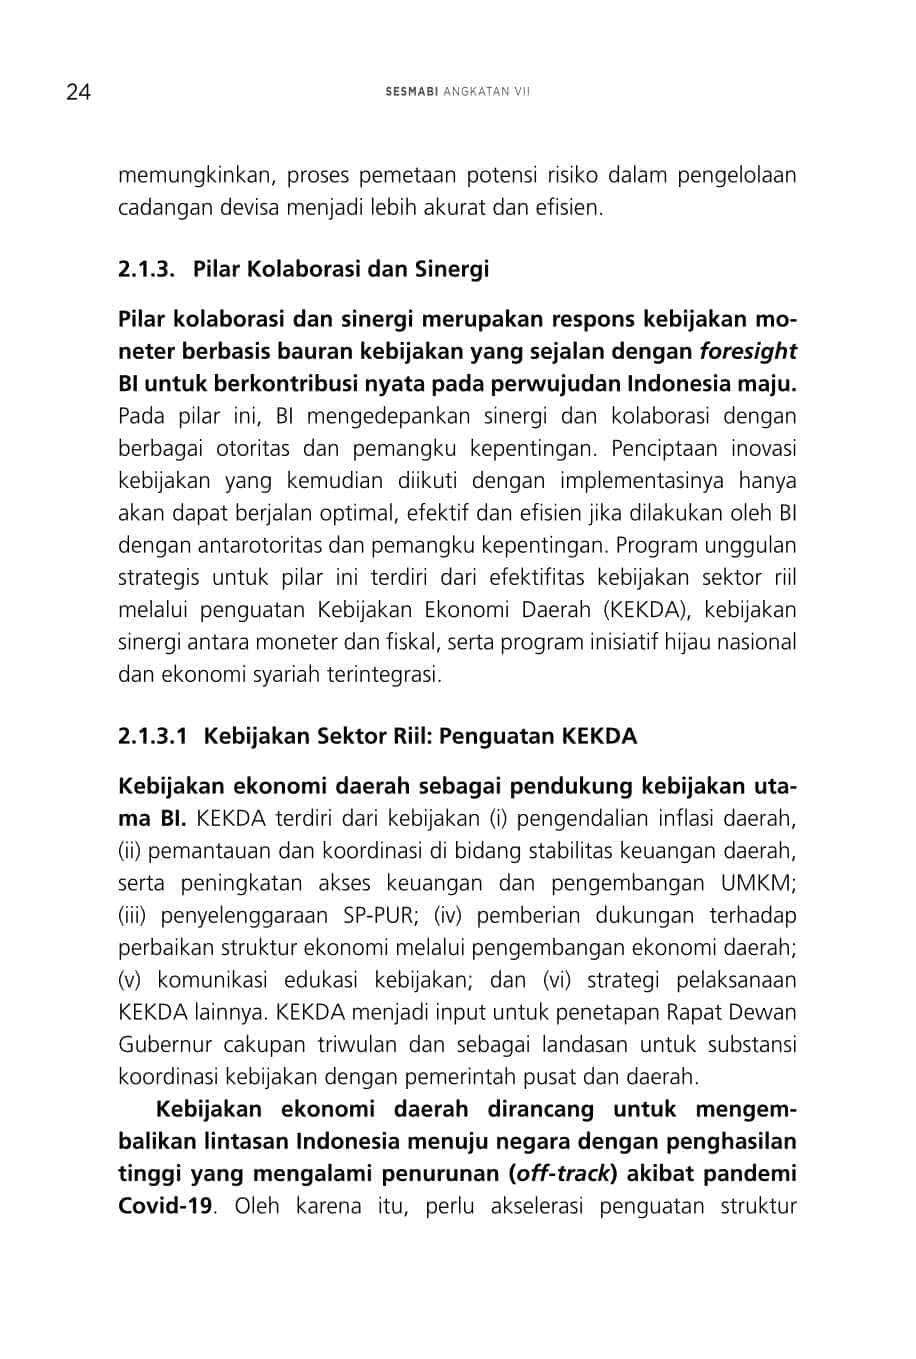 24
SESMABI ANGKATAN VII
memungkinkan, proses pemetaan potensi risiko dalam pengelolaan
cadangan devisa menjadi lebih akurat dan efisien.
2.1.3. Pilar Kolaborasi dan Sinergi
Pilar kolaborasi dan sinergi merupakan respons kebijakan mo-
neter berbasis bauran kebijakan yang sejalan dengan foresight
BI untuk berkontribusi nyata pada perwujudan Indonesia maju.
Pada pilar ini, BI mengedepankan sinergi dan kolaborasi dengan
berbagai otoritas dan pemangku kepentingan. Penciptaan inovasi
kebijakan yang kemudian diikuti dengan implementasinya hanya
akan dapat berjalan optimal, efektif dan efisien jika dilakukan oleh BI
dengan antarotoritas dan pemangku kepentingan. Program unggulan
strategis untuk pilar ini terdiri dari efektifitas kebijakan sektor riil
melalui penguatan Kebijakan Ekonomi Daerah (KEKDA), kebijakan
sinergi antara moneter dan fiskal, serta program inisiatif hijau nasional
dan ekonomi syariah terintegrasi.
2.1.3.1 Kebijakan Sektor Riil: Penguatan KEKDA
Kebijakan ekonomi daerah sebagai pendukung kebijakan uta-
ma BI. KEKDA terdiri dari kebijakan (i) pengendalian inflasi daerah,
(ii) pemantauan dan koordinasi di bidang stabilitas keuangan daerah,
serta peningkatan akses keuangan dan pengembangan UMKM;
(iii) penyelenggaraan SP-PUR; (iv) pemberian dukungan terhadap
perbaikan struktur ekonomi melalui pengembangan ekonomi daerah;
(v) komunikasi edukasi kebijakan; dan (vi) strategi pelaksanaan
KEKDA lainnya. KEKDA menjadi input untuk penetapan Rapat Dewan
Gubernur cakupan triwulan dan sebagai landasan untuk substansi
koordinasi kebijakan dengan pemerintah pusat dan daerah.
Kebijakan ekonomi daerah dirancang untuk mengem-
balikan lintasan Indonesia menuju negara dengan penghasilan
tinggi yang mengalami penurunan (off-track) akibat pandemi
Covid-19. Oleh karena itu, perlu akselerasi penguatan struktur